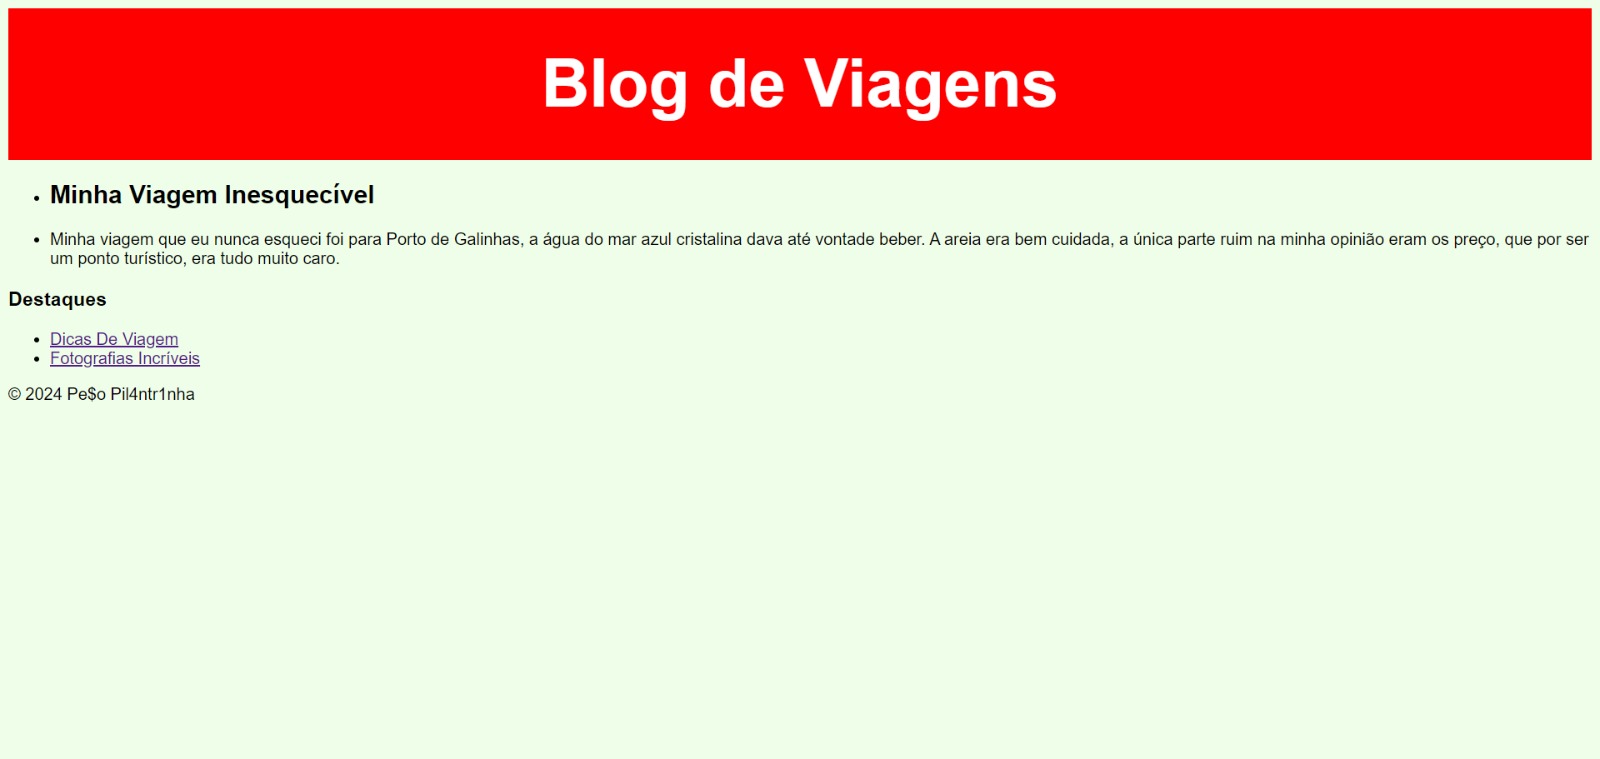 Blog de Viagens
Minha Viagem Inesquecível
Minha viagem que eu nunca esqueci foi para Porto de Galinhas, a água do mar azul cristalina dava até vontade beber. A areia era bem cuidada, a única parte ruim na minha opinião eram os preço, que por ser
um ponto turístico, era tudo muito caro.
Destaques
Dicas De Viagem
Fotografias Incríveis
© 2024 Pe$o Pil4ntr1nha